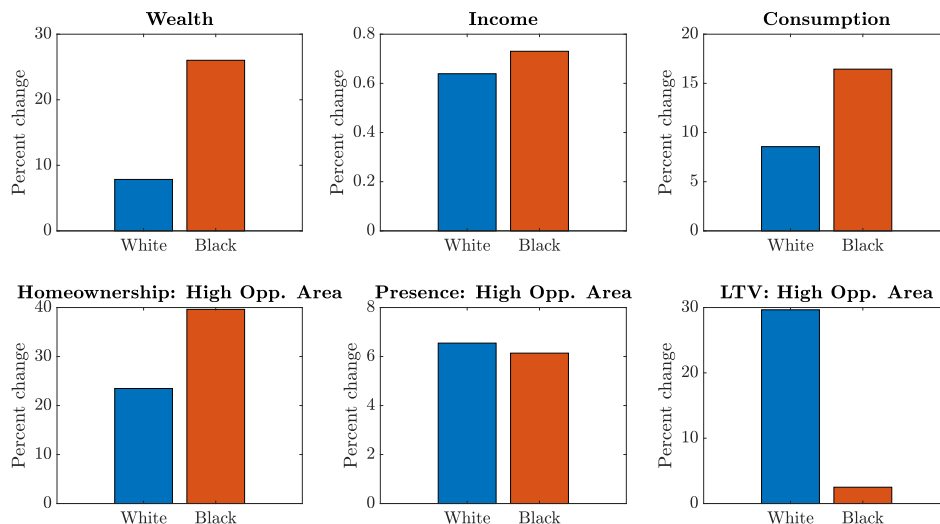 Wealth
Percent change
30
20
10
0
White Black
Income
Percent change
0.8
0.6
0.4
0.2
0
White Black
Consumption
Percent change
20
15
10
5
0
White Black
Homeownership: High Opp. Area
Percent change
40
30
20
10
0
White Black
Presence: High Opp. Area
Percent change
8
6
4
2
0
White Black
LTV: High Opp. Area
Percent change
30
20
10
0
White Black